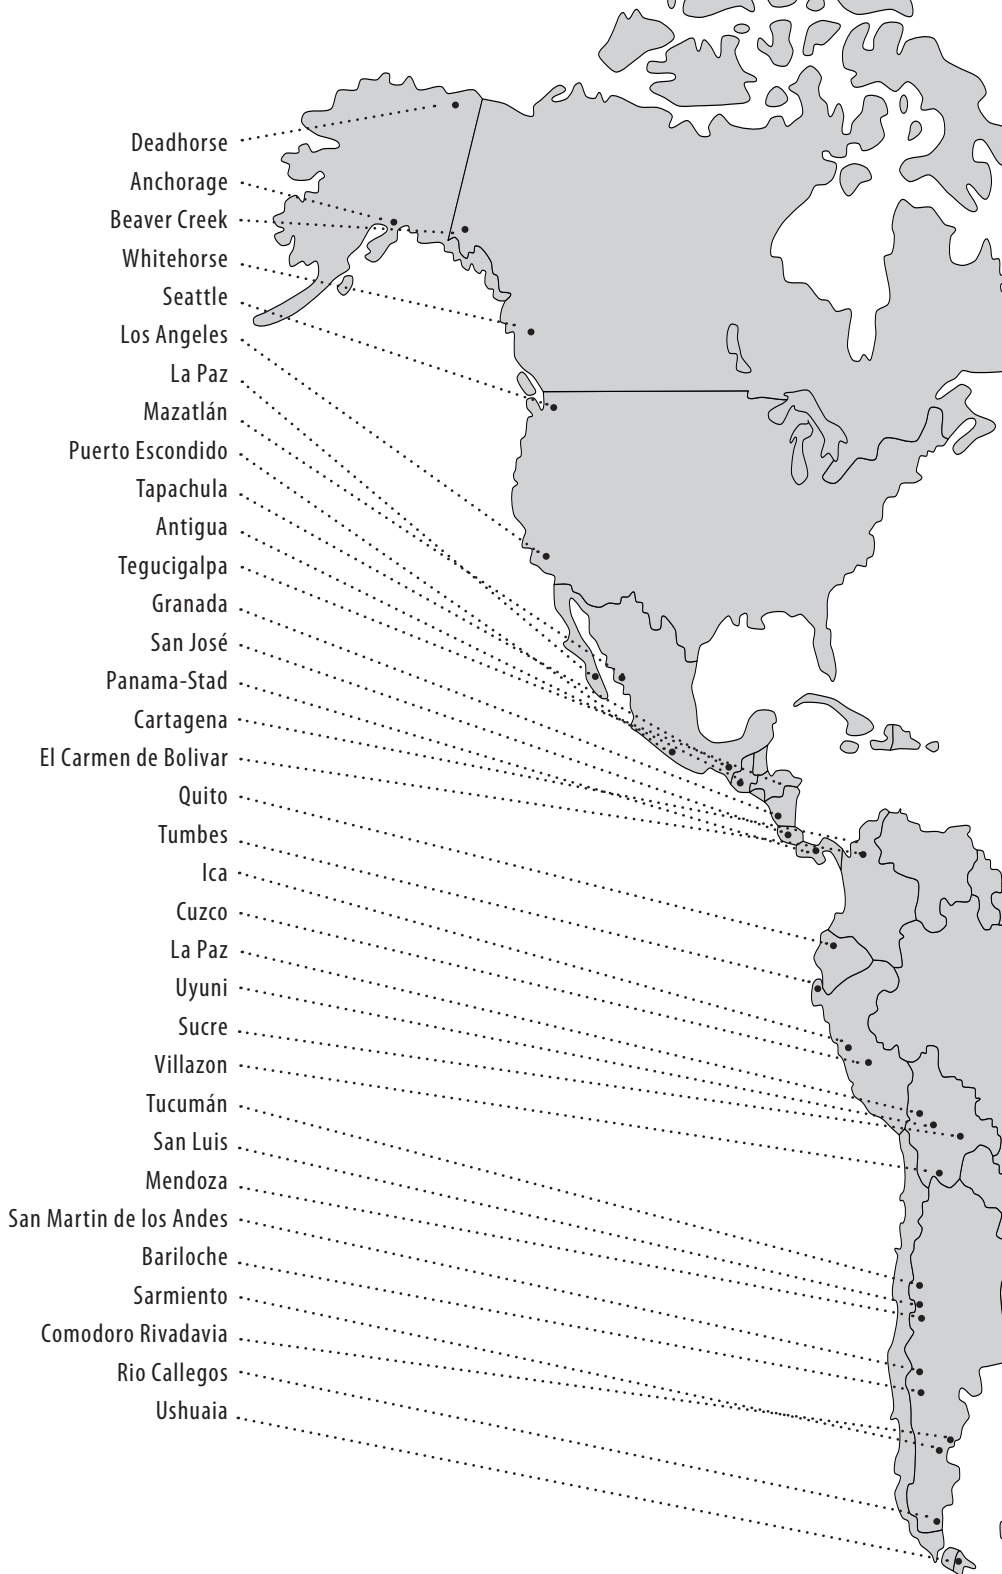 Deadhorse
Anchorage
Beaver Creek
Whitehorse
Seattle
Los Angeles
La Paz
Mazatlán
Puerto Escondido
Tapachula
Antigua
Tegucigalpa
Granada
San José
Panama-Stad
Cartagena
El Carmen de Bolivar
Quito
Tumbes
Ica
Cuzco
La Paz
Uyuni
Sucre
Villazon
Tucumán
San Luis
Mendoza
San Martin de los Andes
Bariloche
Sarmiento
Comodoro Rivadavia
Rio Callegos
Ushuaia